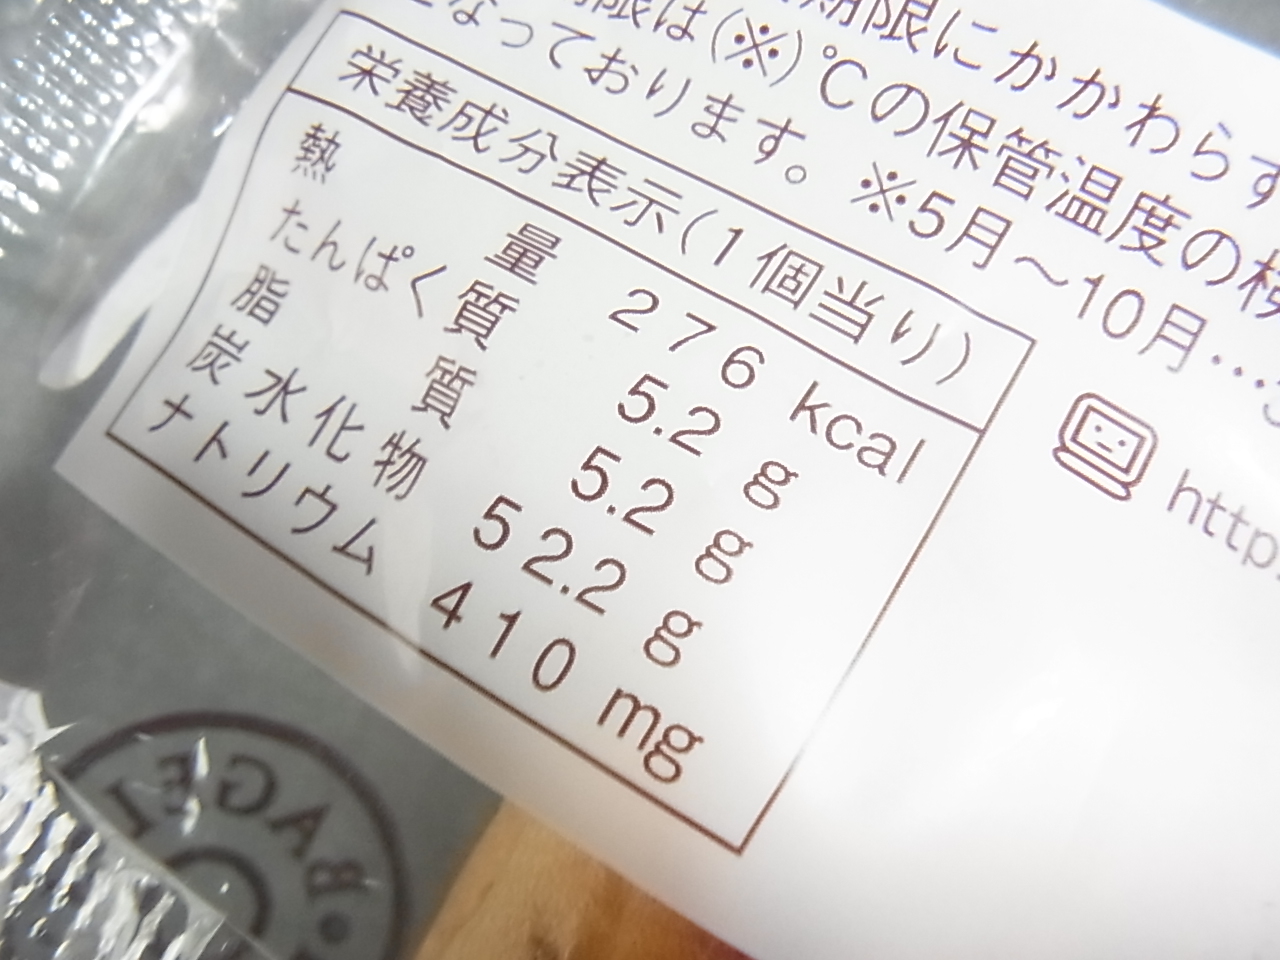 期限にかかわらず
限は(※)℃の保管温度の
なっております。 ※5月～10月…
栄養成分表示(1個当り)
熱量 276 kcal
たんぱく質 5.2 g
脂質 5.2 g
炭水化物 52.2 g
ナトリウム 410 mg
http:
BAGEL